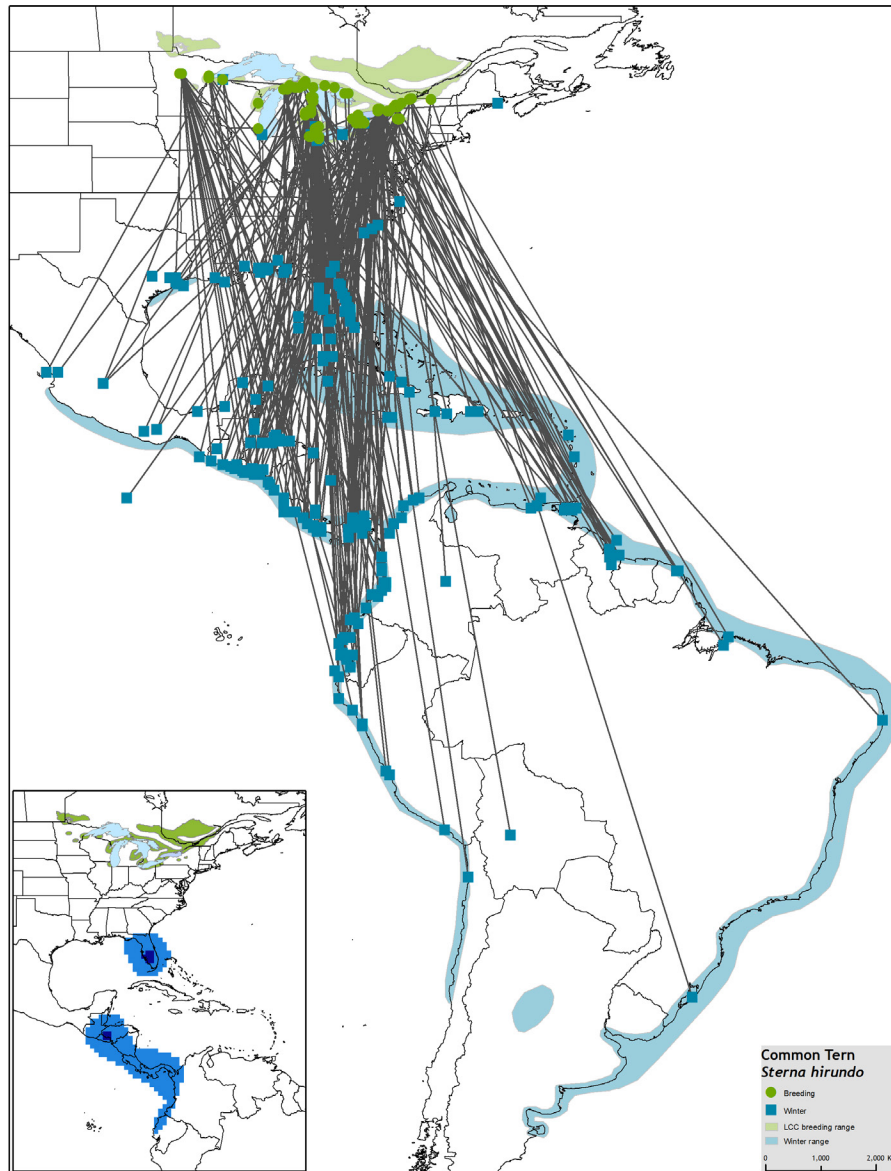 Common Tern
Sterna hirundo
Breeding
Winter
LCC breeding range
Winter range
0 1,000 2,000 K